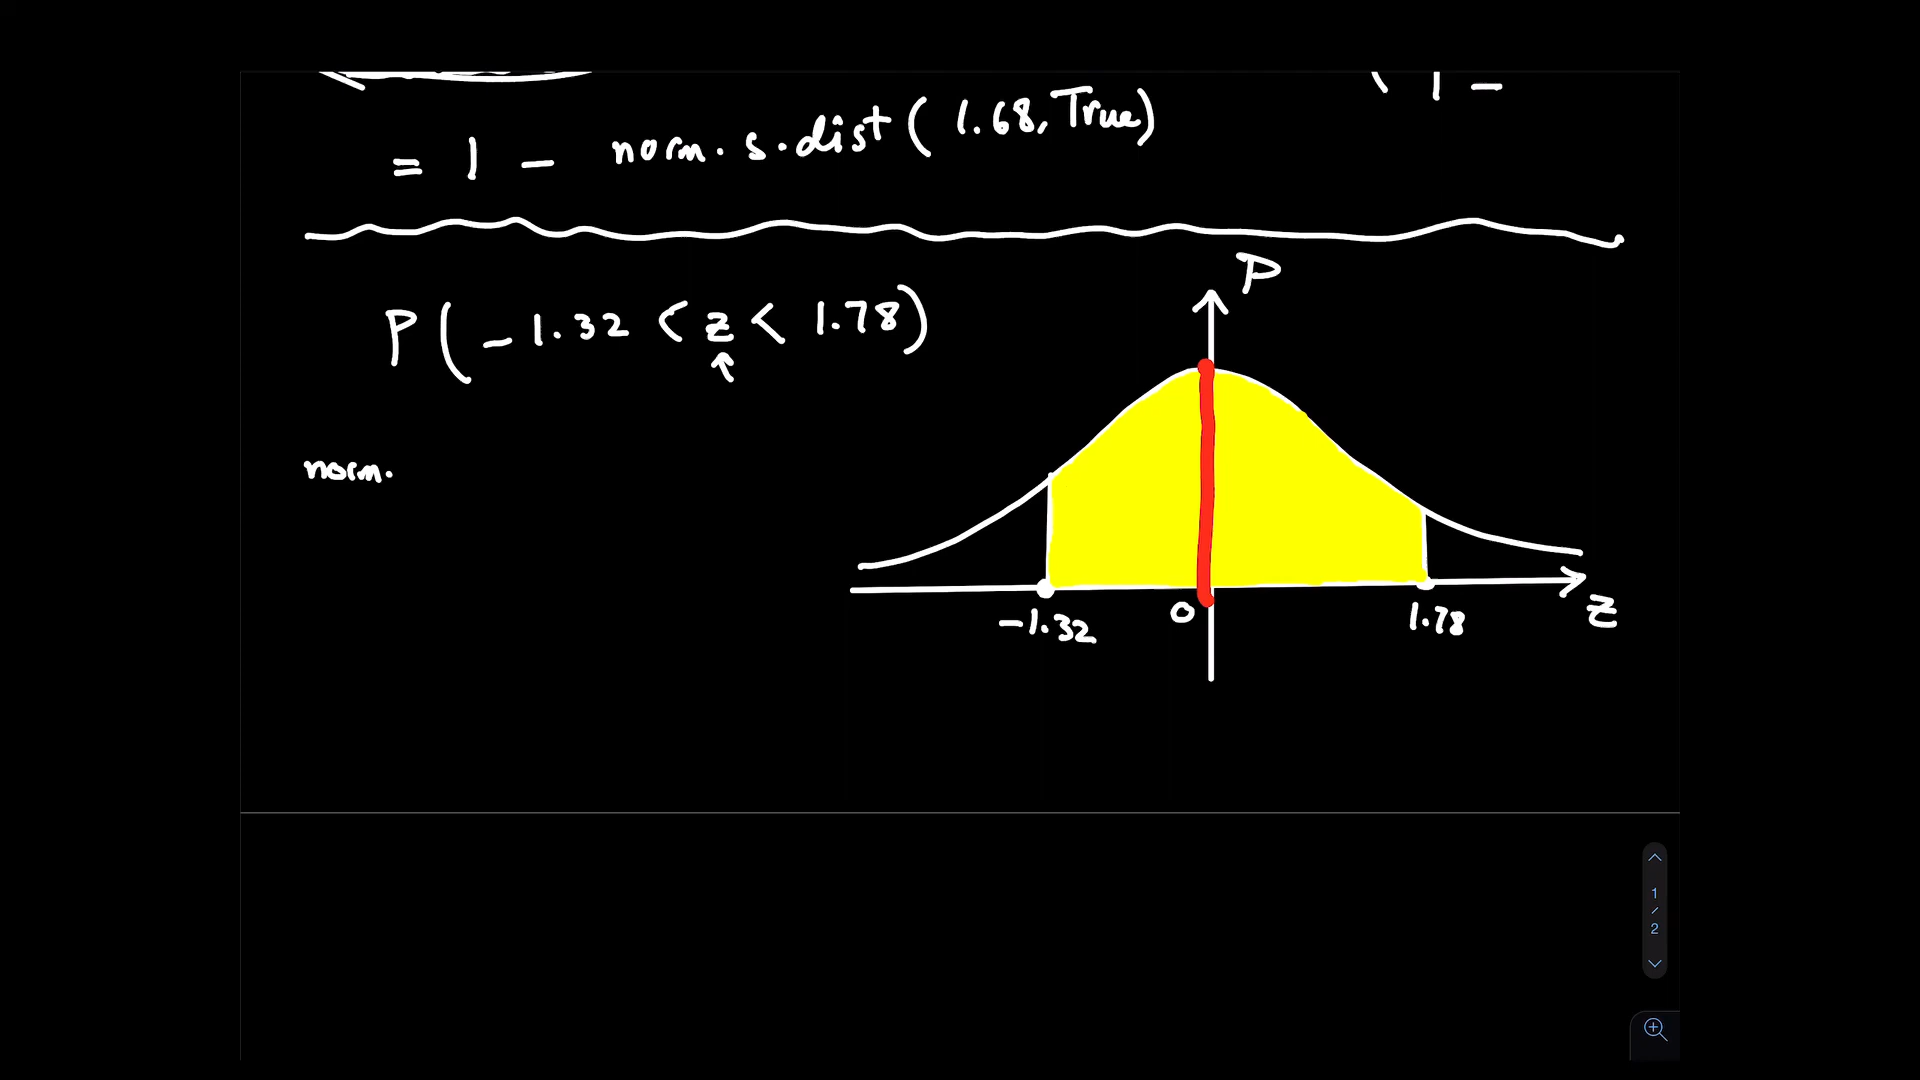 = 1 - norm.s.dist(1.68, True)
P
P(-1.32 < z < 1.78)
↑
norm.
-1.32 0 1.78 z
1
/
2